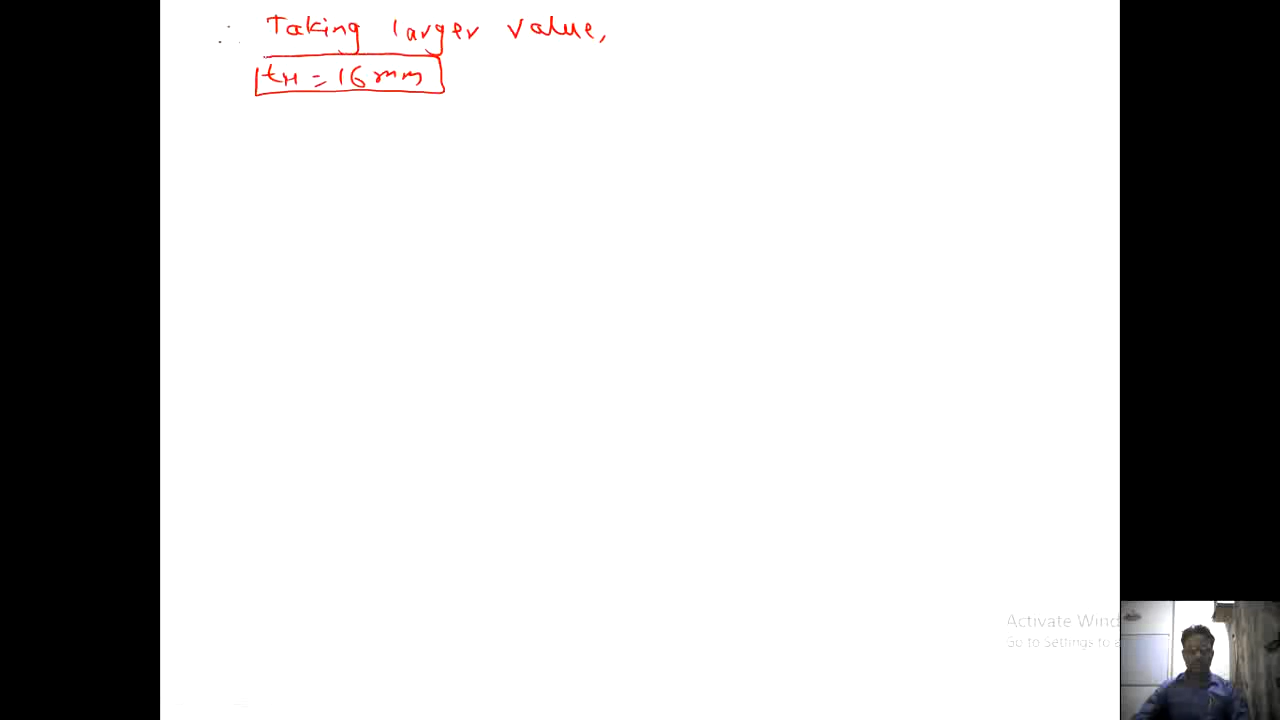 ∴ Taking larger value,
tH = 16 mm
Activate Wind
Go to Settings to a